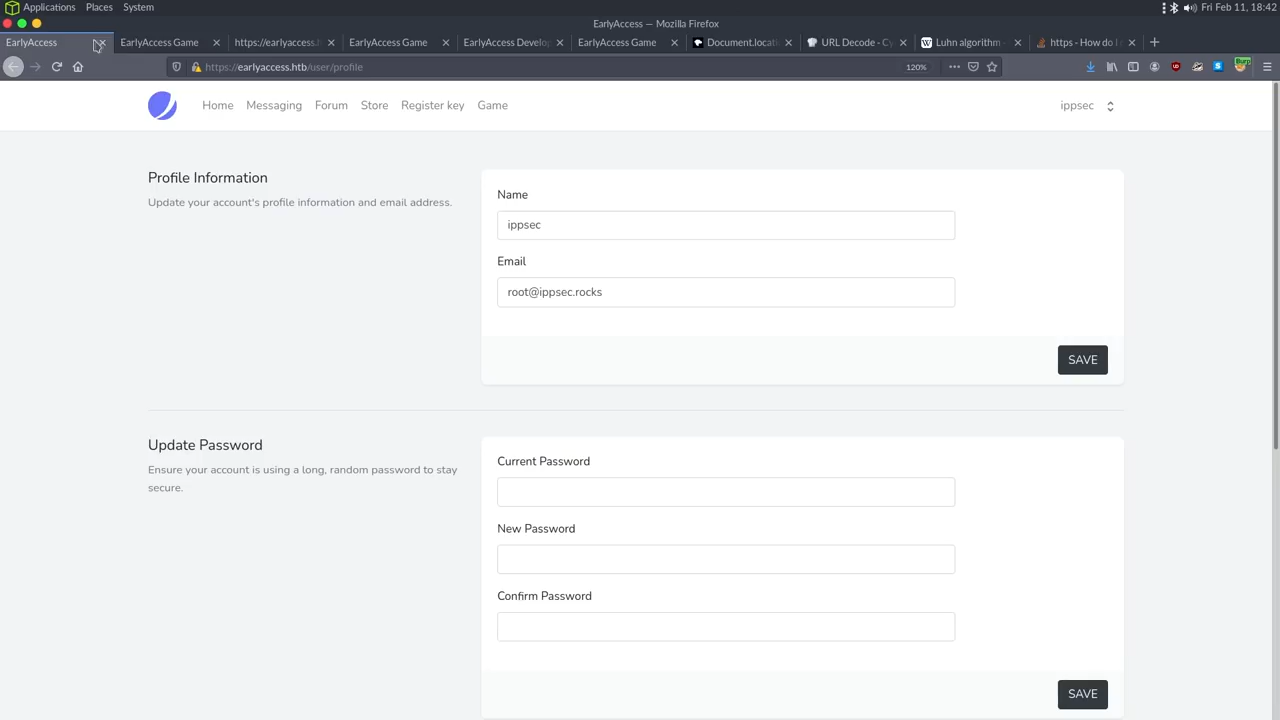 Applications Places System
Fri Feb 11, 18:42
EarlyAccess — Mozilla Firefox
EarlyAccess
EarlyAccess Game
https://earlyaccess.h
EarlyAccess Game
EarlyAccess Develo
EarlyAccess Game
Document.locati
URL Decode - Cy
Luhn algorithm -
https - How do I
https://earlyaccess.htb/user/profile
120%
Burp
Home Messaging Forum Store Register key Game
ippsec
Profile Information
Update your account's profile information and email address.
Name
ippsec
Email
root@ippsec.rocks
SAVE
Update Password
Ensure your account is using a long, random password to stay
secure.
Current Password
New Password
Confirm Password
SAVE